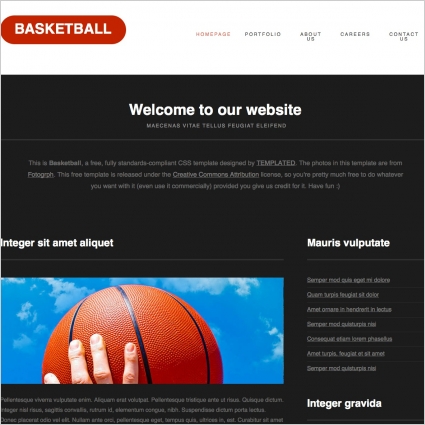 BASKETBALL
HOMEPAGE PORTFOLIO ABOUT US CAREERS CONTACT US
Welcome to our website
MAECENAS VITAE TELLUS FEUGIAT ELEIFEND
This is Basketball, a free, fully standards-compliant CSS template designed by TEMPLATED. The photos in this template are from
Fotogrph. This free template is released under the Creative Commons Attribution license, so you're pretty much free to do whatever
you want with it (even use it commercially) provided you give us credit for it. Have fun :)
Integer sit amet aliquet
Pellentesque viverra vulputate enim. Aliquam erat volutpat. Pellentesque tristique ante ut risus. Quisque dictum.
Integer nisl risus, sagittis convallis, rutrum id, elementum congue, nibh. Suspendisse dictum porta lectus.
Donec placerat odio vel elit. Nullam ante orci, pellentesque eget, tempus quis, ultrices in, est. Curabitur sit amet
Mauris vulputate
Semper mod quis eget mi dolore
Quam turpis feugiat sit dolor
Amet ornare in hendrerit in lectus
Semper mod quisturpis nisi
Consequat etiam lorem phasellus
Amet turpis, feugiat et sit amet
Semper mod quisturpis nisi
Integer gravida